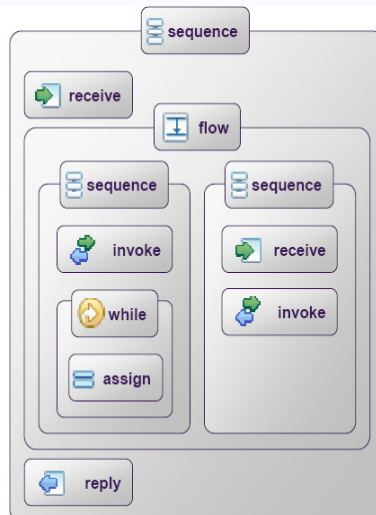 sequence
receive
flow
sequence
sequence
invoke
receive
while
invoke
assign
reply